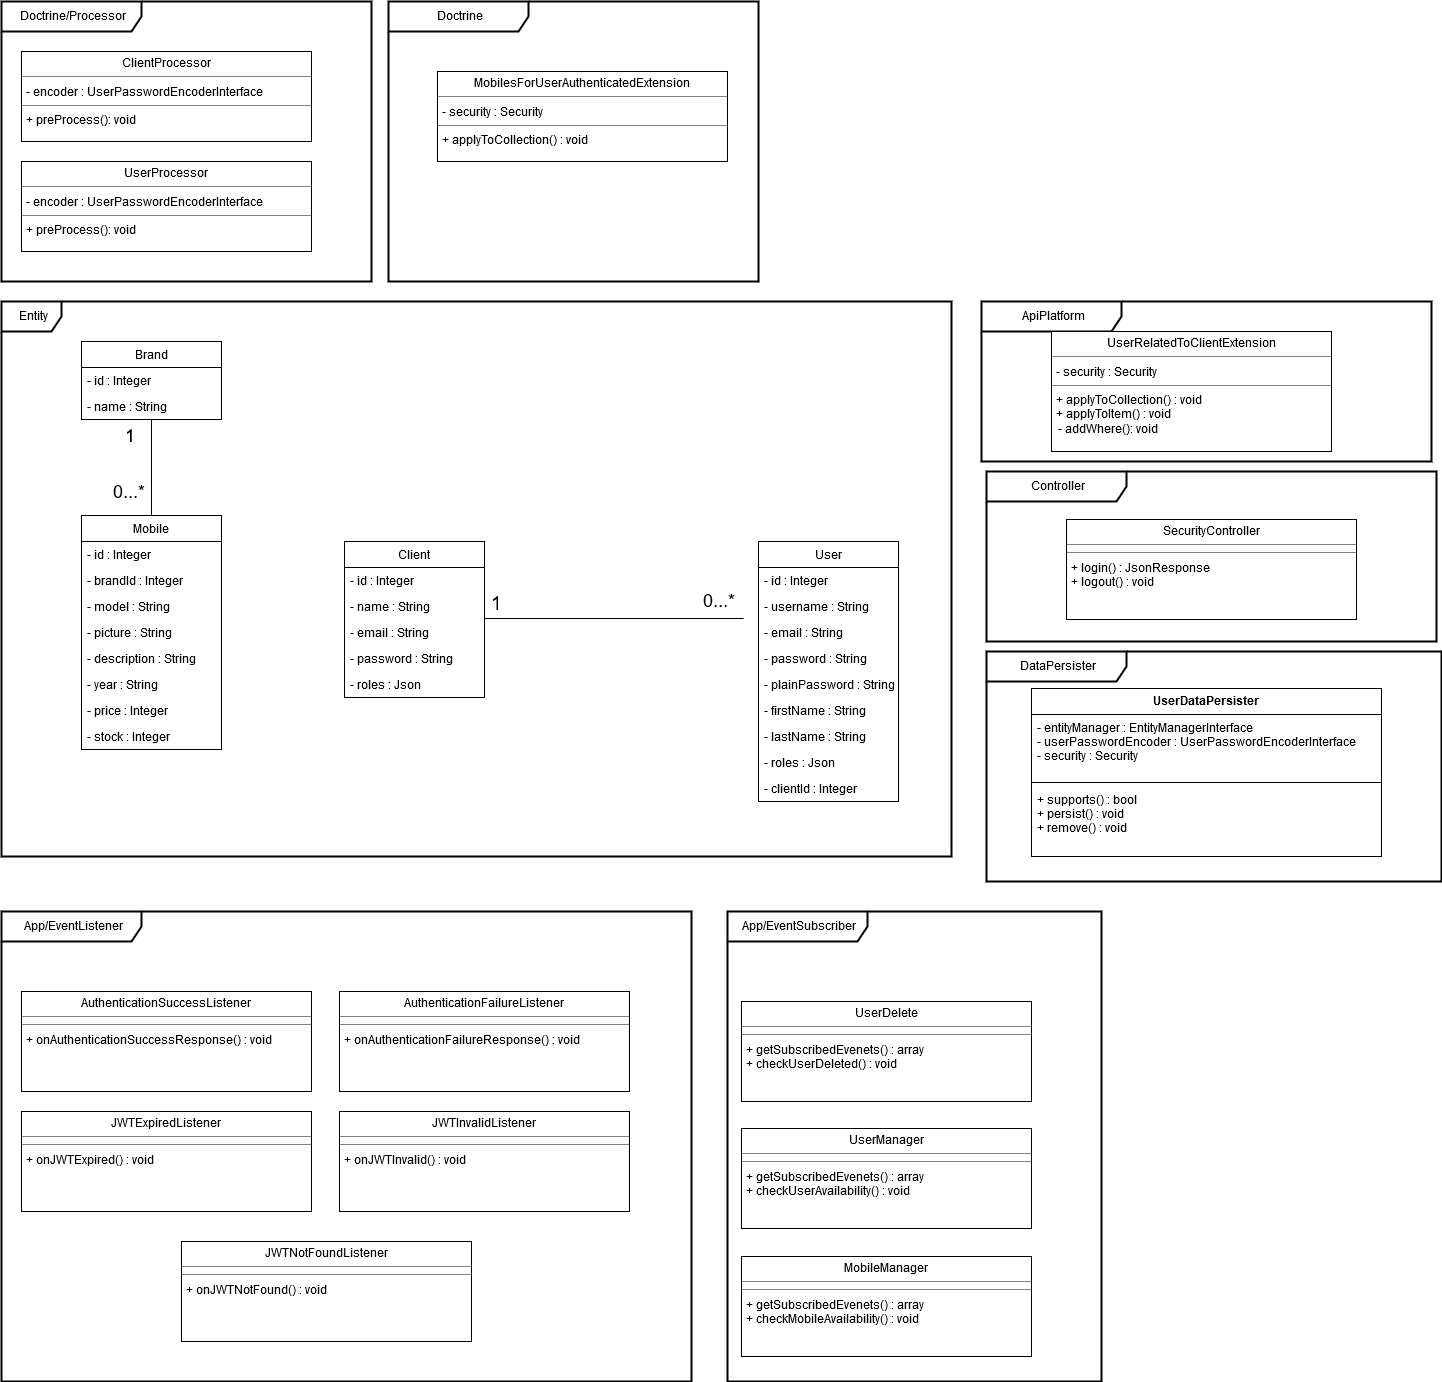 Doctrine/Processor
ClientProcessor
- encoder : UserPasswordEncoderInterface
+ preProcess(): void
UserProcessor
- encoder : UserPasswordEncoderInterface
+ preProcess(): void
Doctrine
MobilesForUserAuthenticatedExtension
- security : Security
+ applyToCollection() : void
Entity
Brand
- id : Integer
- name : String
1
0...*
Mobile
- id : Integer
- brandId : Integer
- model : String
- picture : String
- description : String
- year : String
- price : Integer
- stock : Integer
Client
- id : Integer
- name : String
- email : String
- password : String
- roles : Json
1
0...*
User
- id : Integer
- username : String
- email : String
- password : String
- plainPassword : String
- firstName : String
- lastName : String
- roles : Json
- clientId : Integer
ApiPlatform
UserRelatedToClientExtension
- security : Security
+ applyToCollection() : void
+ applyToItem() : void
- addWhere(): void
Controller
SecurityController
+ login() : JsonResponse
+ logout() : void
DataPersister
UserDataPersister
- entityManager : EntityManagerInterface
- userPasswordEncoder : UserPasswordEncoderInterface
- security : Security
+ supports() : bool
+ persist() : void
+ remove() : void
App/EventListener
AuthenticationSuccessListener
+ onAuthenticationSuccessResponse() : void
AuthenticationFailureListener
+ onAuthenticationFailureResponse() : void
JWTExpiredListener
+ onJWTExpired() : void
JWTInvalidListener
+ onJWTInvalid() : void
JWTNotFoundListener
+ onJWTNotFound() : void
App/EventSubscriber
UserDelete
+ getSubscribedEvenets() : array
+ checkUserDeleted() : void
UserManager
+ getSubscribedEvenets() : array
+ checkUserAvailability() : void
MobileManager
+ getSubscribedEvenets() : array
+ checkMobileAvailability() : void